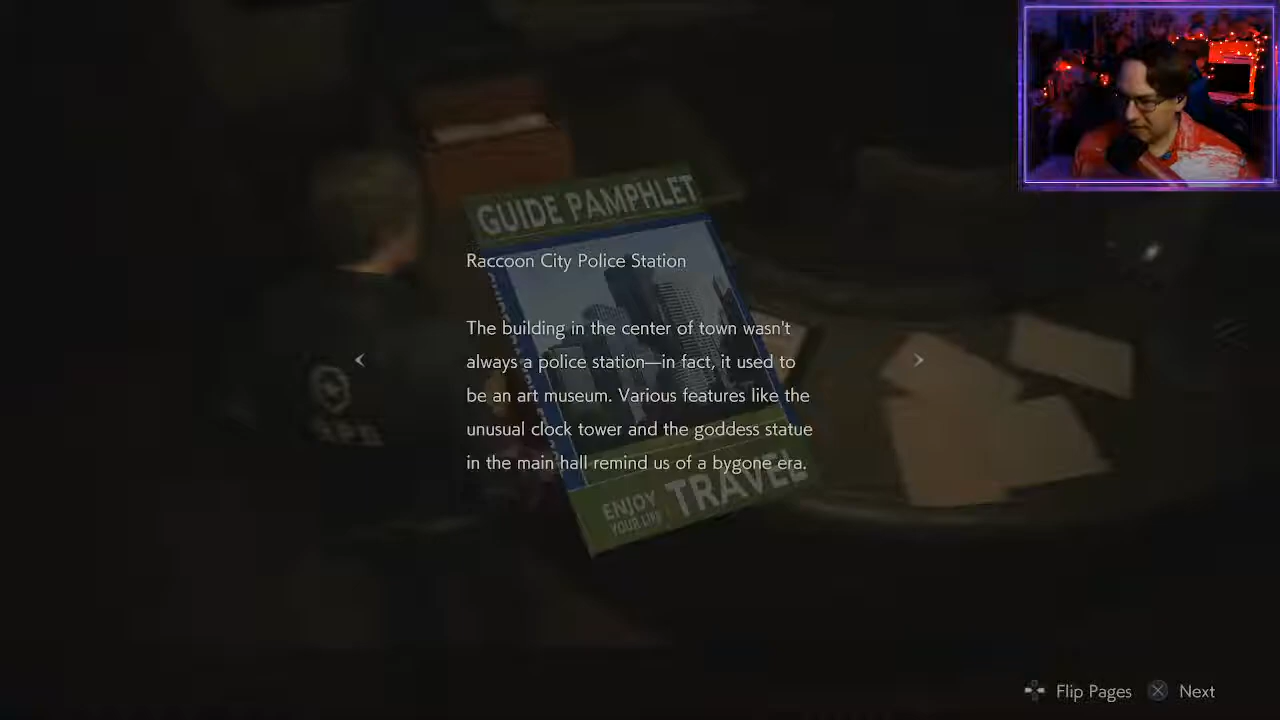 GUIDE PAMPHLET
Raccoon City Police Station
The building in the center of town wasn't
always a police station—in fact, it used to
be an art museum. Various features like the
unusual clock tower and the goddess statue
in the main hall remind us of a bygone era.
ENJOY
YOUR LIFE
TRAVEL
R.P.D.
Flip Pages
Next